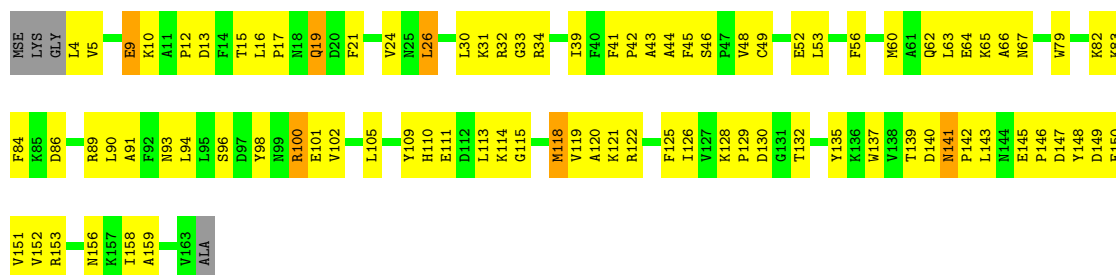 MSE LYS GLY L4 V5 E9 K10 A11 P12 D13 F14 T15 L16 P17 N18 Q19 D20 F21 V24 N25 L26 L30 K31 R32 G33 R34 I39 F40 F41 P42 A43 A44 F45 S46 P47 V48 C49 E52 L53 F56 M60 A61 Q62 L63 E64 K65 A66 N67 W79 K82
F84 K85 D86 R89 L90 A91 F92 N93 L94 L95 S96 D97 Y98 N99 R100 E101 V102 L105 Y109 H110 E111 D112 L113 K114 G115 M118 V119 A120 K121 R122 F125 I126 V127 K128 P129 D130 G131 T132 Y135 K136 W137 V138 T139 D140 N141 P142 L143 N144 E145 P146 D147 Y148 D149
V151 V152 R153 N156 K157 I158 A159 V163 ALA